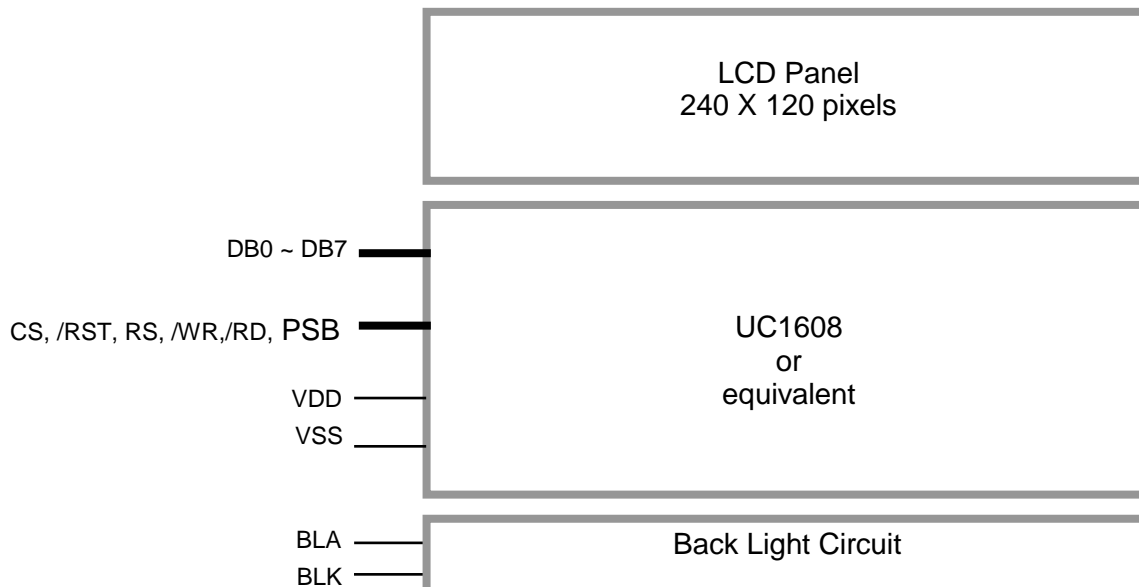 LCD Panel
240 X 120 pixels
DB0 ~ DB7
CS, /RST, RS, /WR,/RD, PSB
UC1608
or
equivalent
VDD
VSS
BLA
Back Light Circuit
BLK